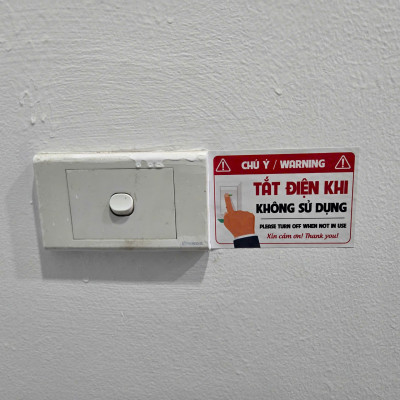 CHÚ Ý / WARNING
TẮT ĐIỆN KHI
KHÔNG SỬ DỤNG
PLEASE TURN OFF WHEN NOT IN USE
Xin cảm ơn! Thank you!